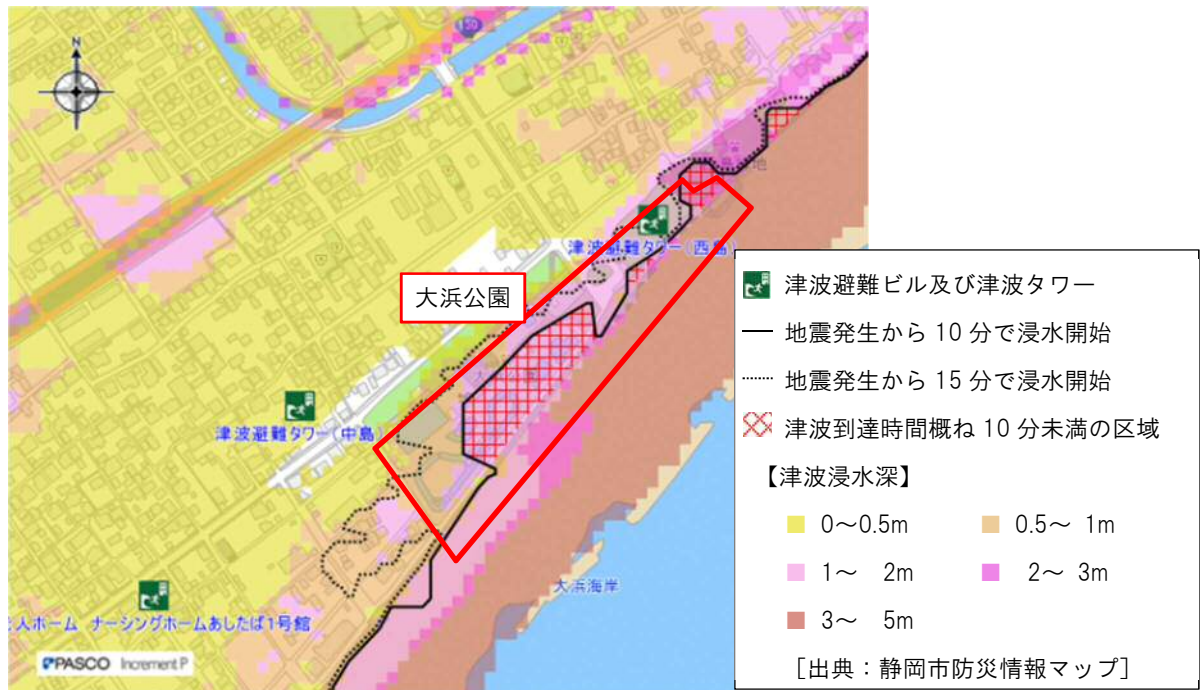 N
150
津波避難タワー(西島)
大浜公園
津波避難タワー(中島)
大浜海岸
人ホーム ナーシングホームあしたば1号館
PASCO Increment P
津波避難ビル及び津波タワー
地震発生から 10 分で浸水開始
地震発生から 15 分で浸水開始
津波到達時間概ね 10 分未満の区域
【津波浸水深】
0~0.5m 0.5~ 1m
1~ 2m 2~ 3m
3~ 5m
[出典:静岡市防災情報マップ]